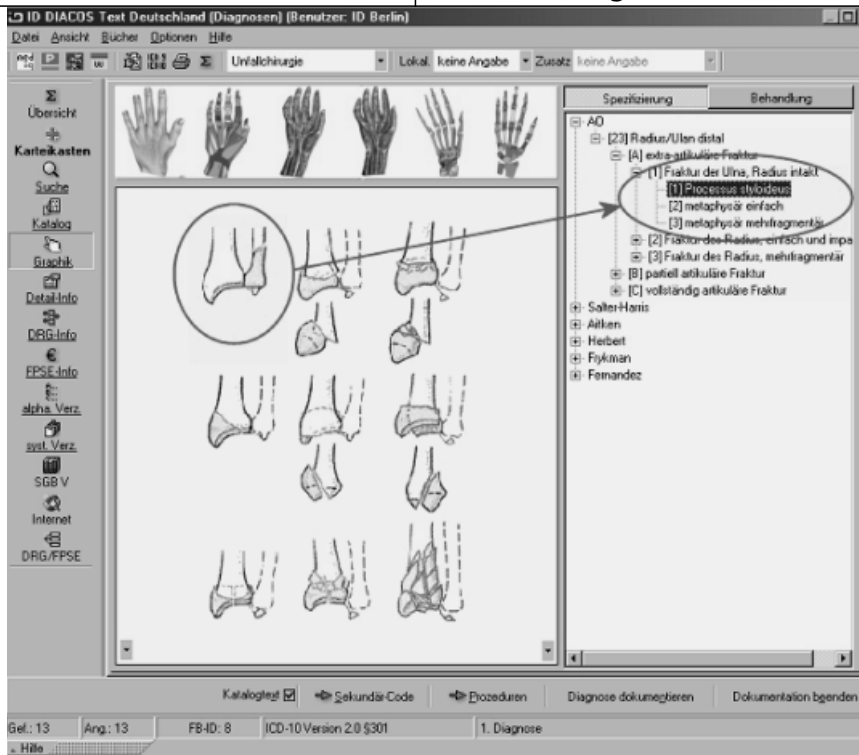 ID DIACOS Text Deutschland (Diagnosen) (Benutzer: ID Berlin)
Datei Ansicht Bücher Optionen Hilfe
Unfallchirurgie Lokal. keine Angabe Zusatz keine Angabe
Σ
Übersicht
Karteikasten
Suche
Katalog
Graphik
Detail-Info
DRG-Info
€
FPSE-Info
alpha. Verz.
syst. Verz.
SGB V
Internet
DRG/FPSE
Spezifizierung Behandlung
AO
[23] Radius/Ulan distal
[A] extra-artikuläre Fraktur
[1] Fraktur der Ulna, Radius intakt
[1] Processus styloideus
[2] metaphysär einfach
[3] metaphysär mehrfragmentär
[2] Fraktur des Radius, einfach und impa
[3] Fraktur des Radius, mehrfragmentär
[B] partiell artikuläre Fraktur
[C] vollständig artikuläre Fraktur
Salter-Harris
Aitken
Herbert
Frykman
Fernandez
Katalogtext Sekundär-Code Prozeduren Diagnose dokumentieren Dokumentation beenden
Gel.: 13 Ang.: 13 FB-ID: 8 ICD-10 Version 2.0 §301 1. Diagnose
Hilfe